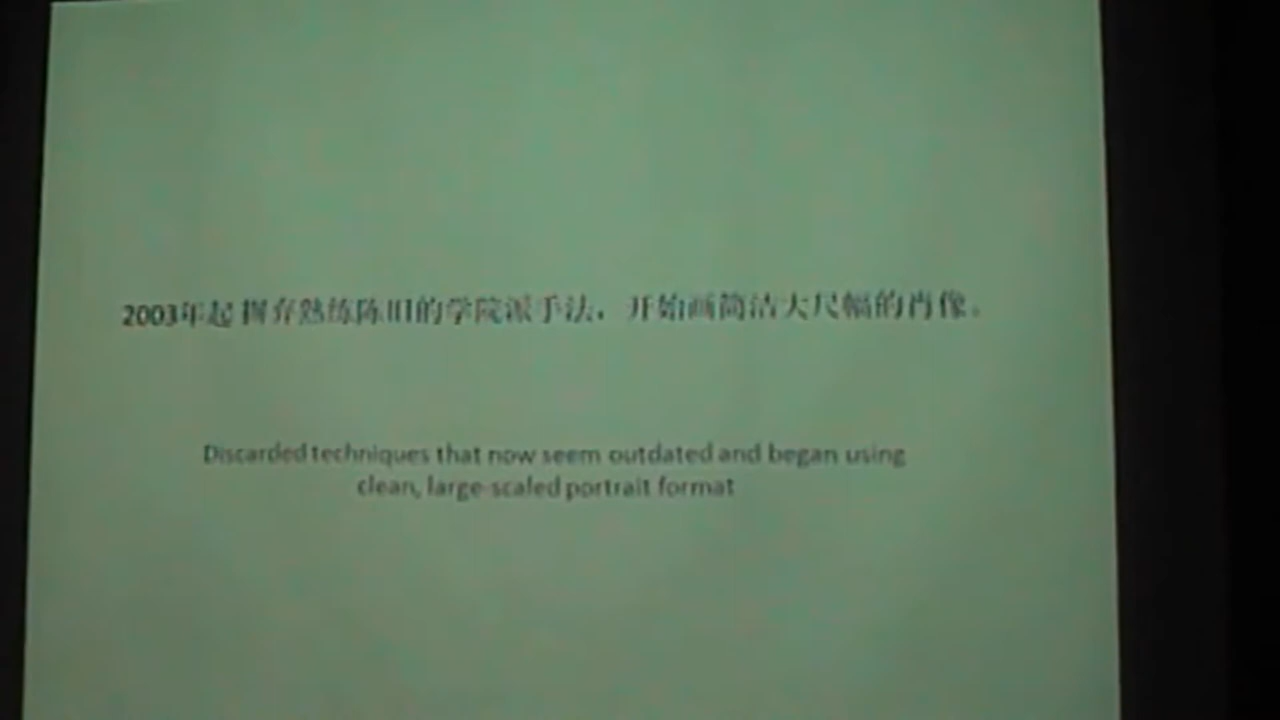 2003年起 摒弃熟练陈旧的学院派手法，开始画简洁大尺幅的肖像。
Discarded techniques that now seem outdated and began using
clean, large-scaled portrait format